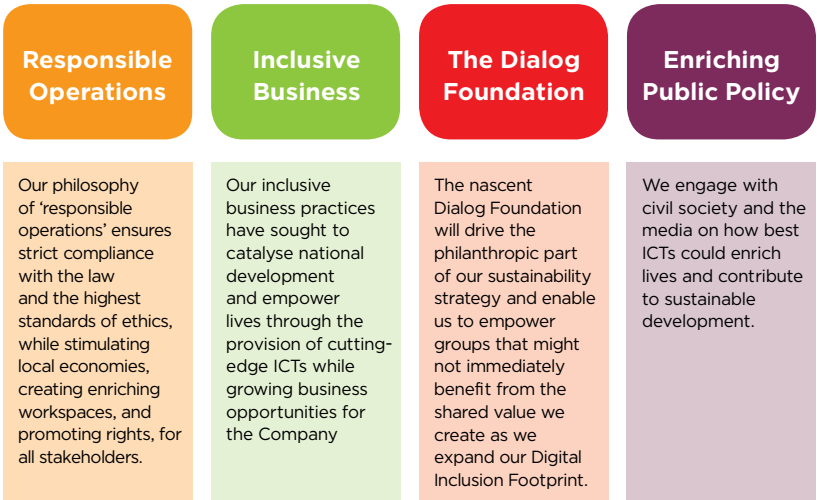 Responsible
Operations
Inclusive
Business
The Dialog
Foundation
Enriching
Public Policy
Our philosophy
of ‘responsible
operations’ ensures
strict compliance
with the law
and the highest
standards of ethics,
while stimulating
local economies,
creating enriching
workspaces, and
promoting rights, for
all stakeholders.
Our inclusive
business practices
have sought to
catalyse national
development
and empower
lives through the
provision of cutting-
edge ICTs while
growing business
opportunities for
the Company
The nascent
Dialog Foundation
will drive the
philanthropic part
of our sustainability
strategy and enable
us to empower
groups that might
not immediately
benefit from the
shared value we
create as we
expand our Digital
Inclusion Footprint.
We engage with
civil society and the
media on how best
ICTs could enrich
lives and contribute
to sustainable
development.